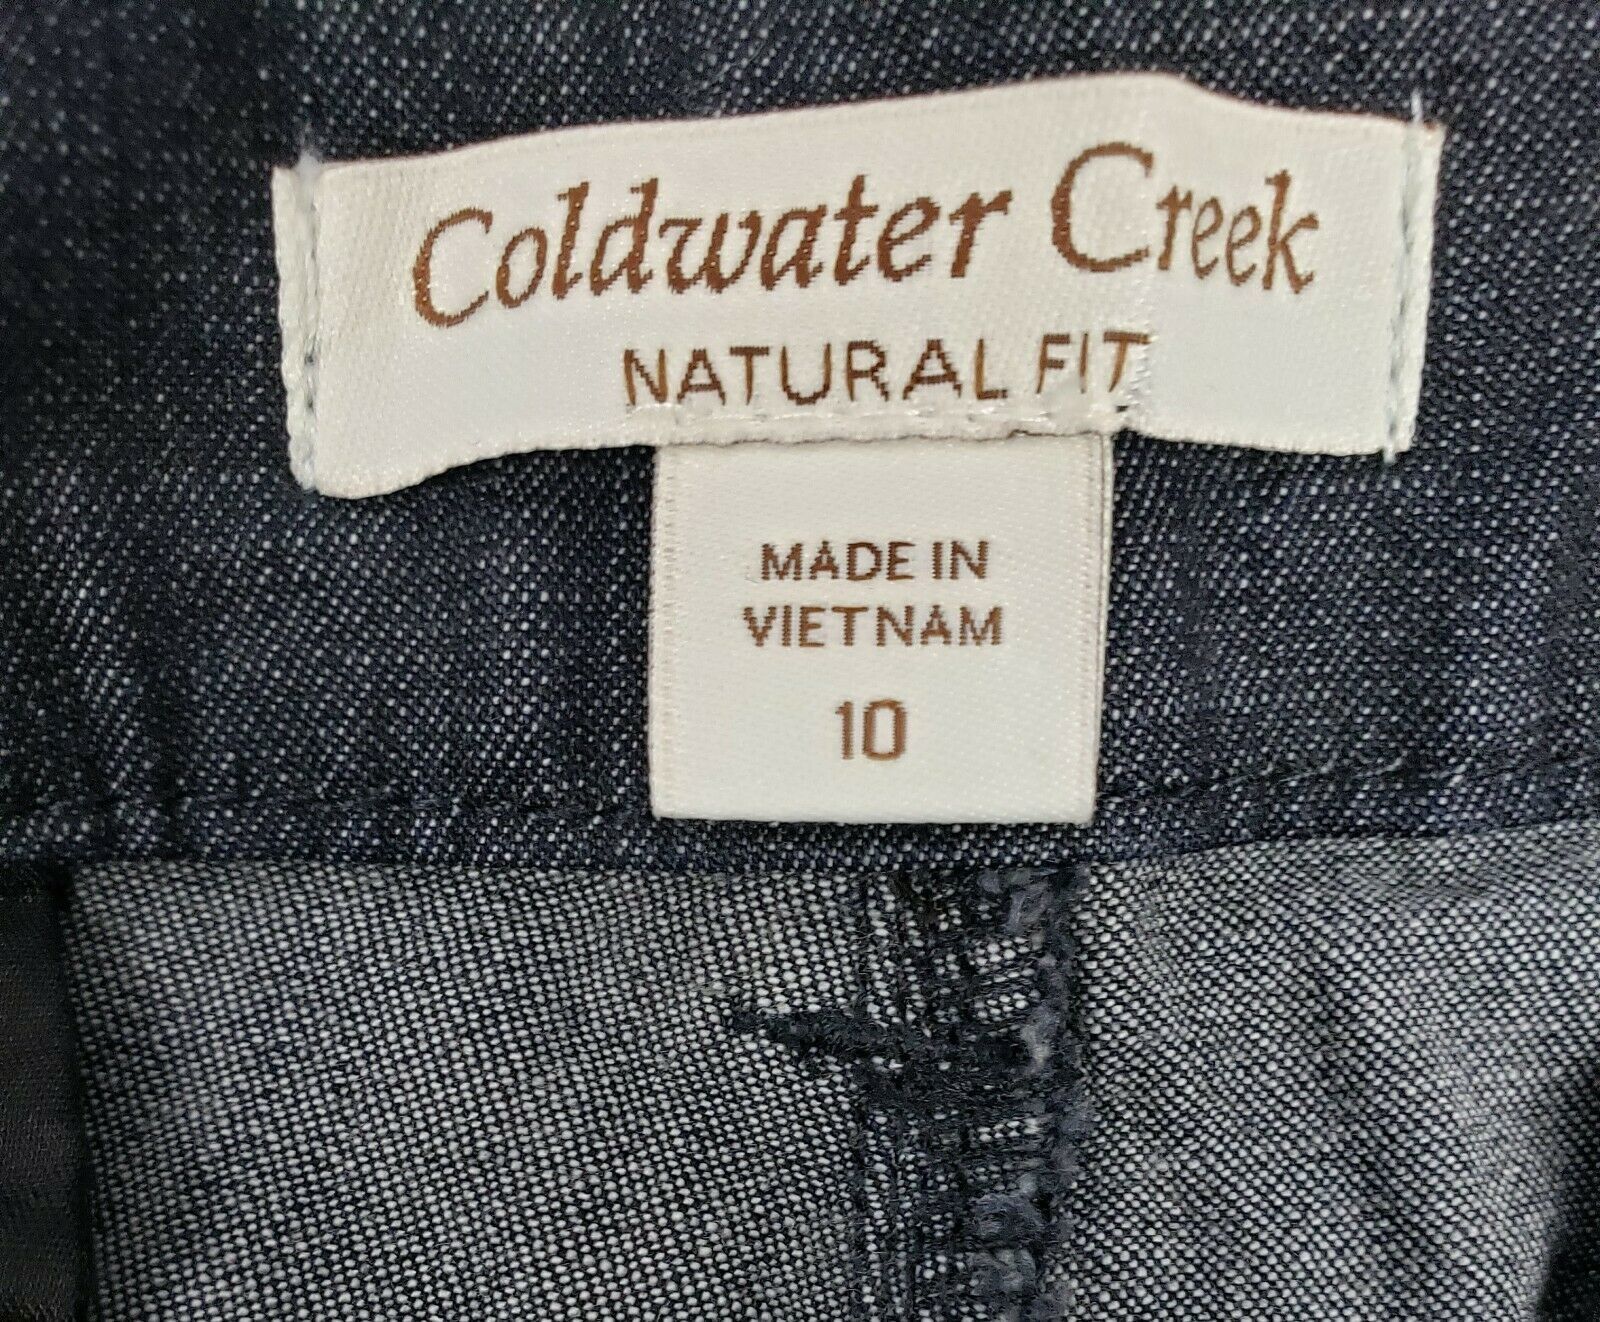 Coldwater Creek
NATURAL FIT
MADE IN
VIETNAM
10